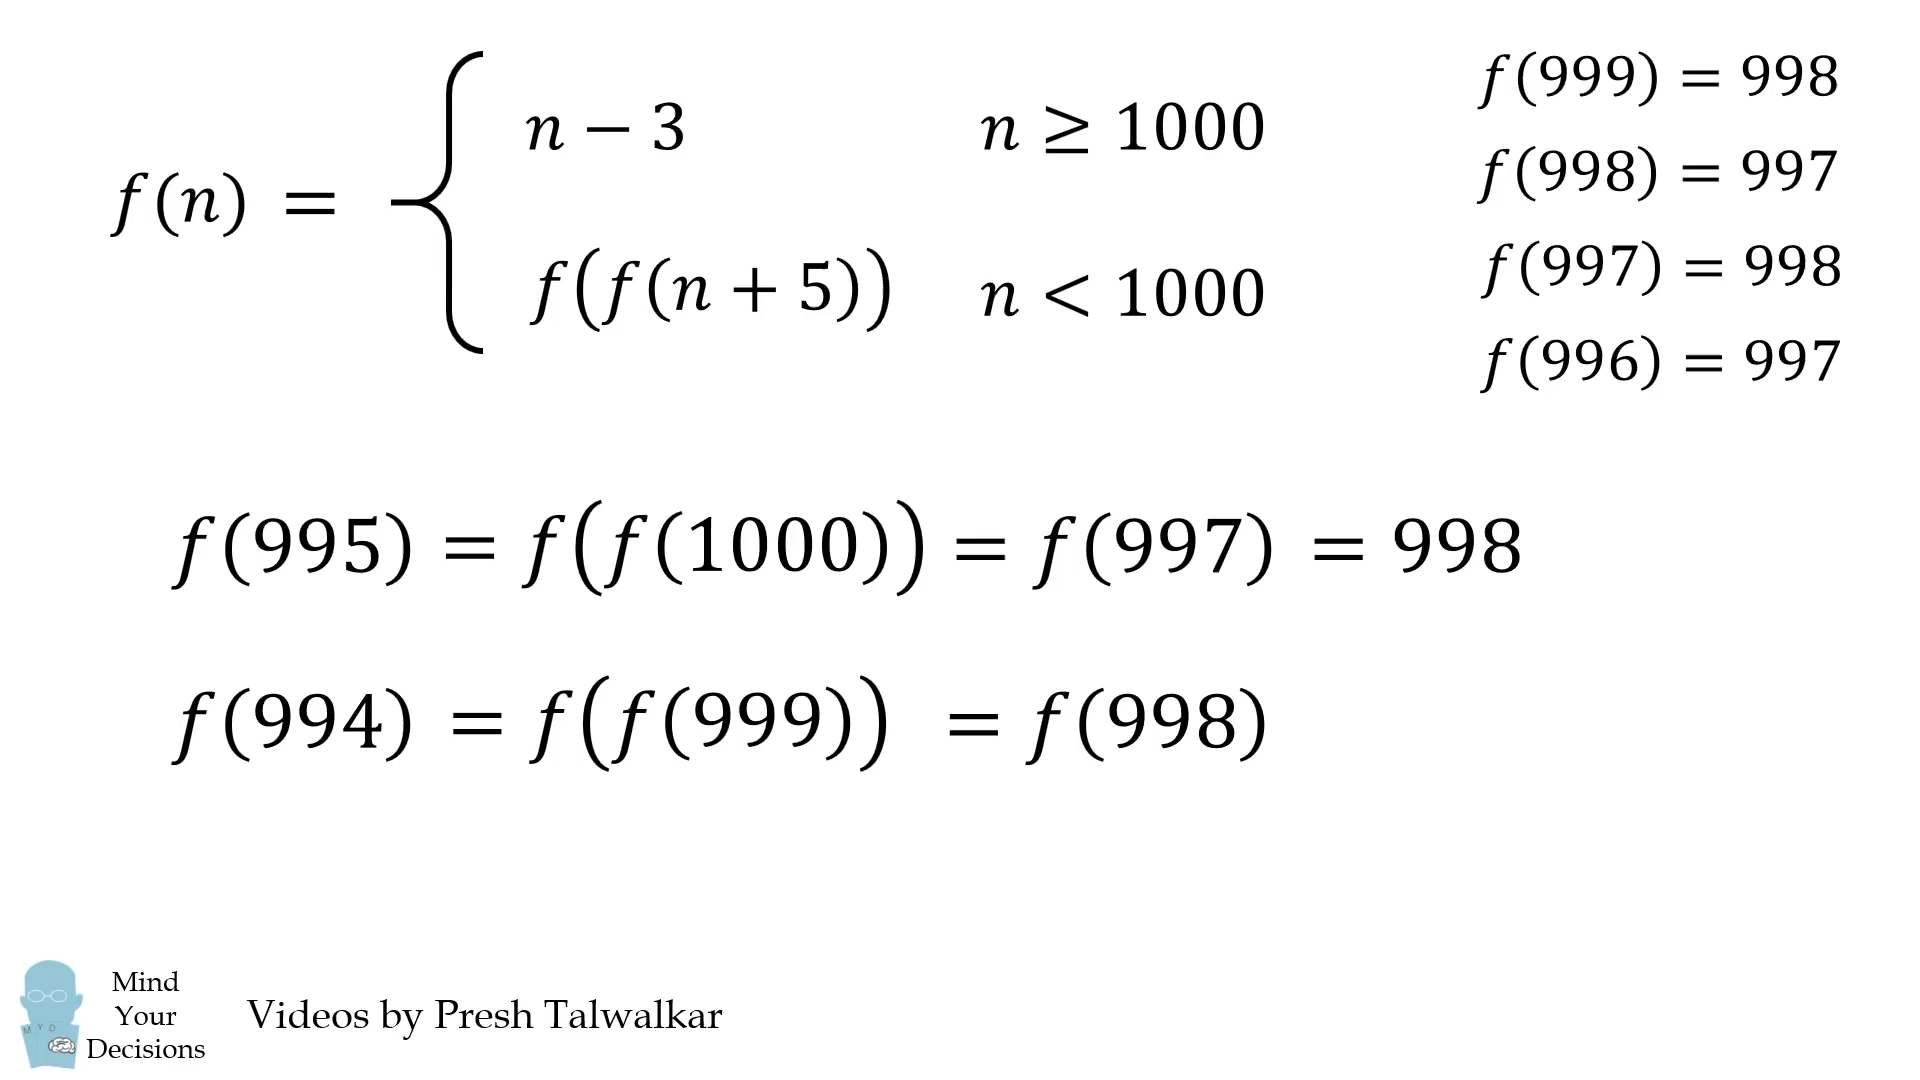 f(n) =
n − 3 n ≥ 1000
f(f(n + 5)) n < 1000
f(999) = 998
f(998) = 997
f(997) = 998
f(996) = 997
f(995) = f(f(1000)) = f(997) = 998
f(994) = f(f(999)) = f(998)
M Y D
Mind
Your
Decisions
Videos by Presh Talwalkar